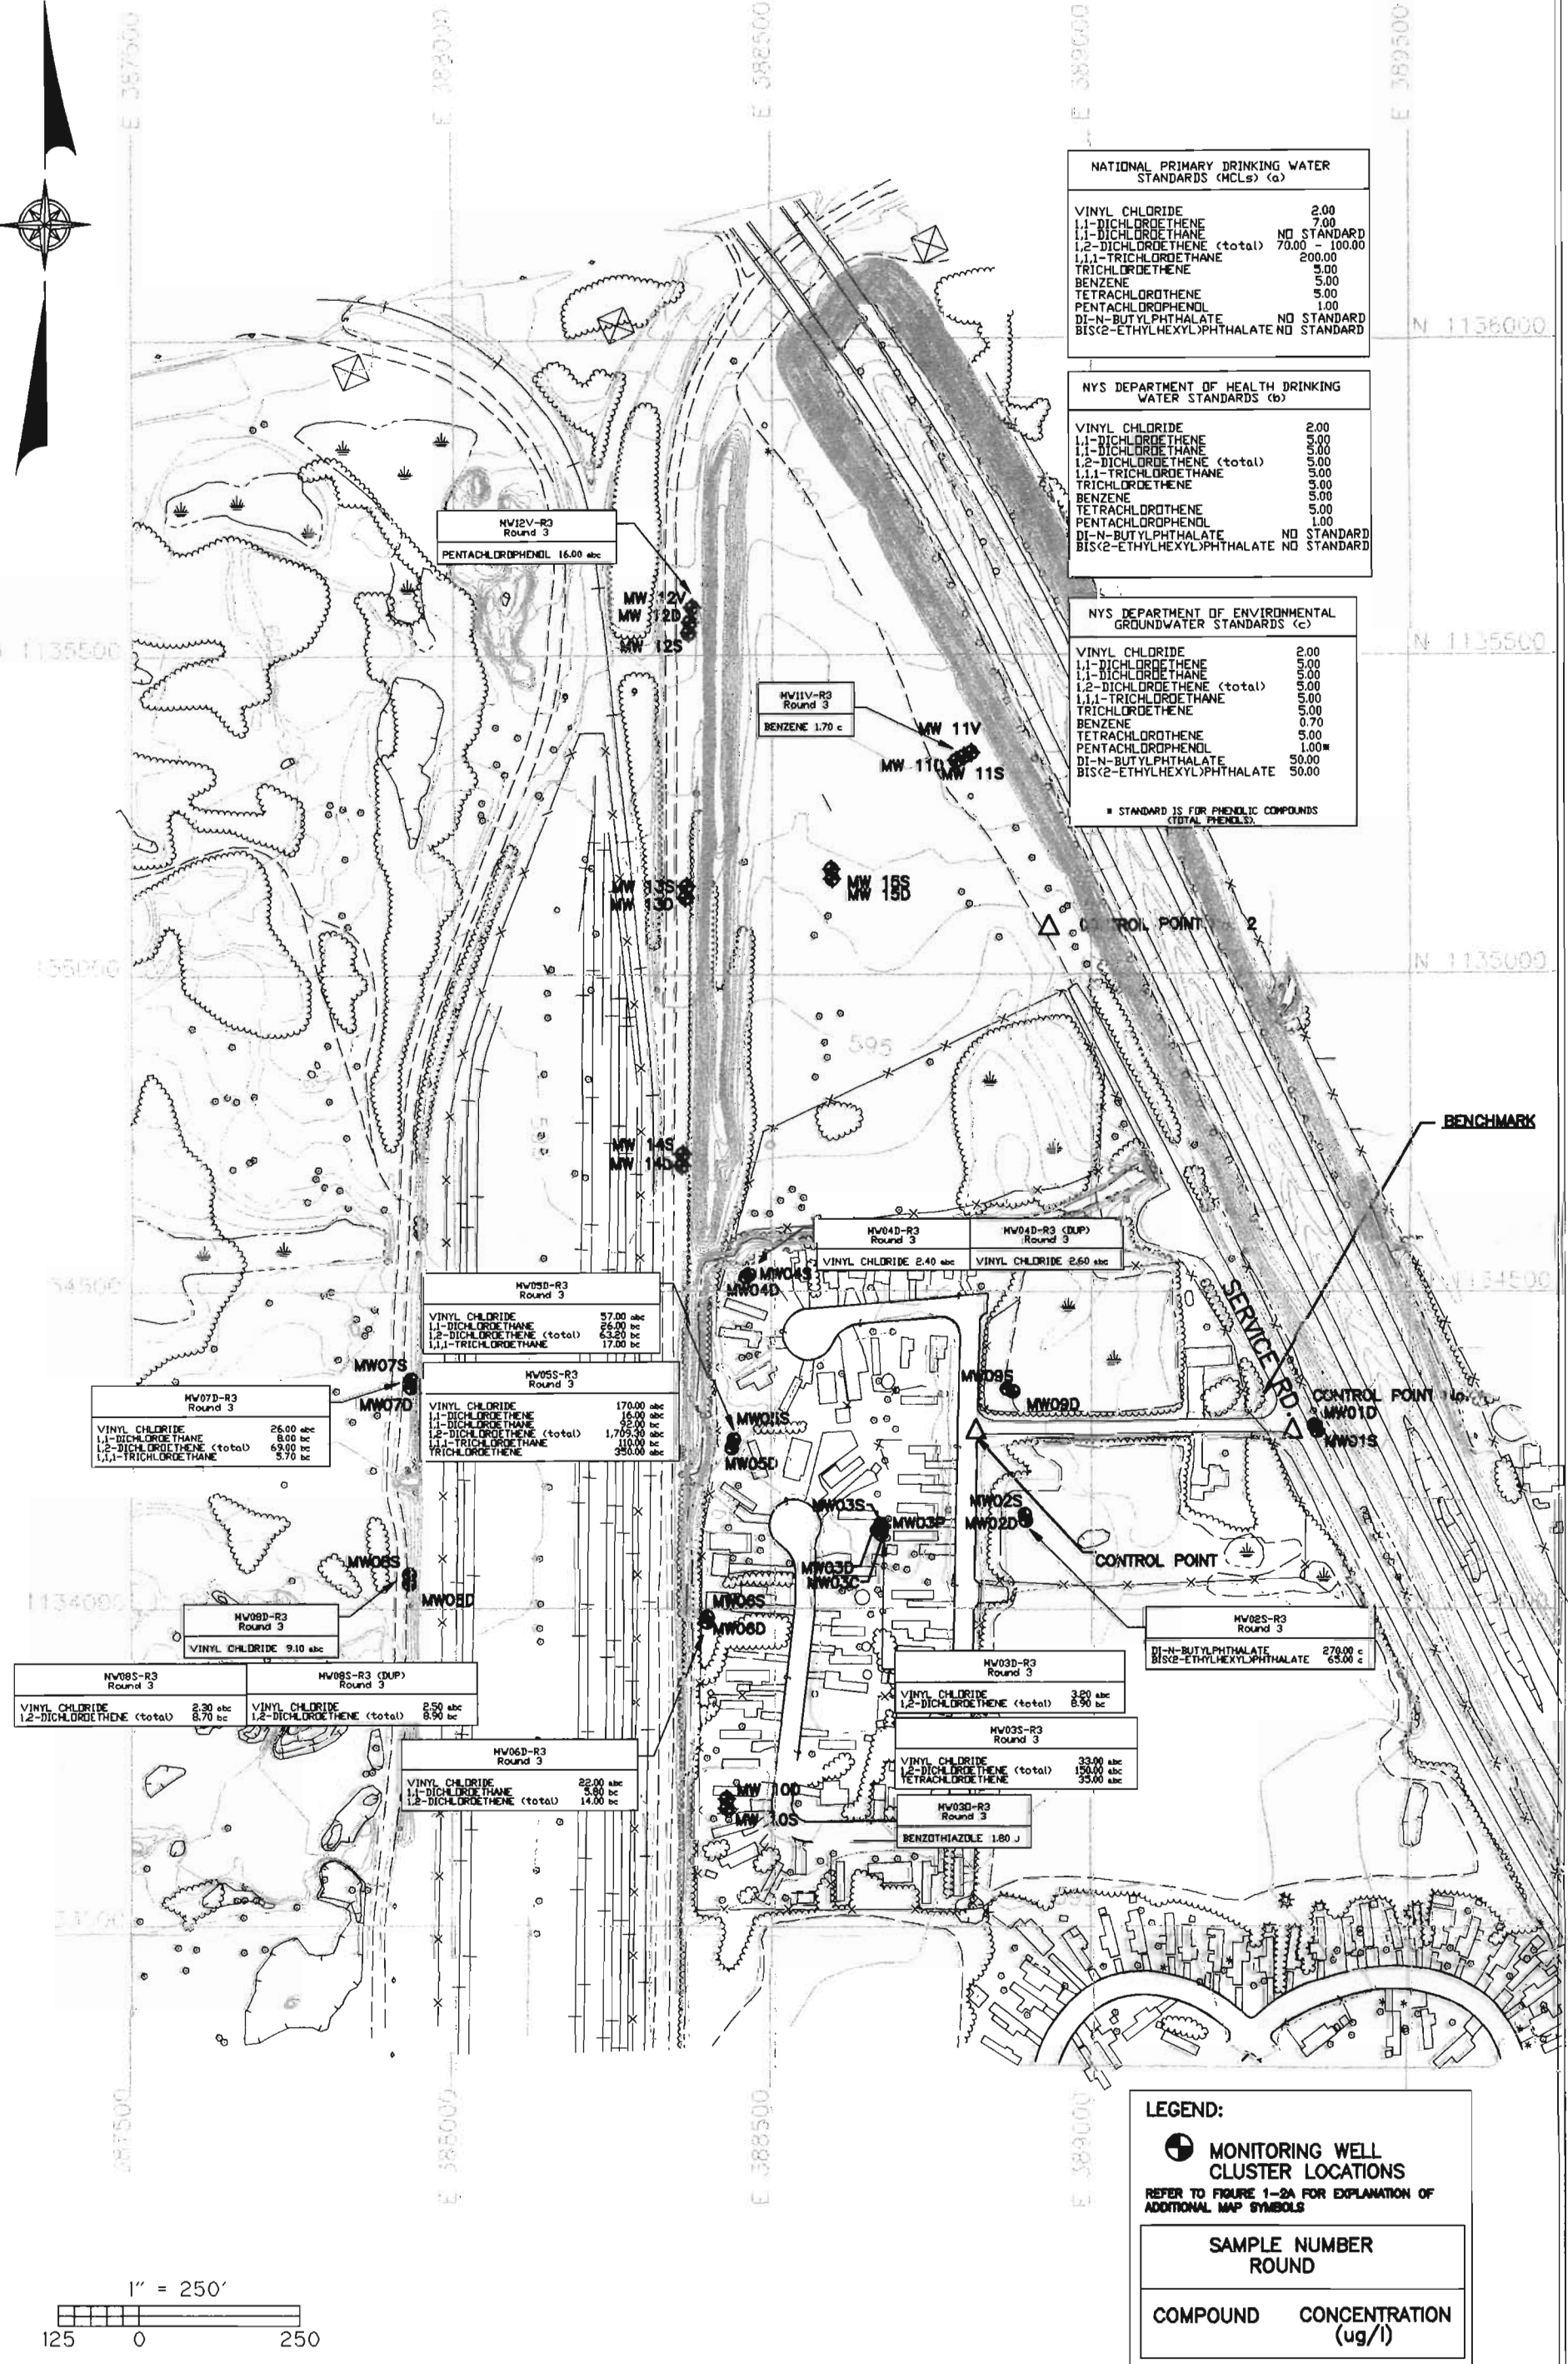 E 387500
E 388000
E 388500
E 389000
E 389500
NATIONAL PRIMARY DRINKING WATER
STANDARDS (MCLs) (a)
VINYL CHLORIDE 2.00
1,1-DICHLOROETHENE 7.00
1,1-DICHLOROETHANE NO STANDARD
1,2-DICHLOROETHENE (total) 70.00 - 100.00
1,1,1-TRICHLOROETHANE 200.00
TRICHLOROETHENE 5.00
BENZENE 5.00
TETRACHLOROTHENE 5.00
PENTACHLOROPHENOL 1.00
DI-N-BUTYLPHTHALATE NO STANDARD
BIS(2-ETHYLHEXYL)PHTHALATE NO STANDARD
N 1136000
NYS DEPARTMENT OF HEALTH DRINKING
WATER STANDARDS (b)
VINYL CHLORIDE 2.00
1,1-DICHLOROETHENE 5.00
1,1-DICHLOROETHANE 5.00
1,2-DICHLOROETHENE (total) 5.00
1,1,1-TRICHLOROETHANE 5.00
TRICHLOROETHENE 5.00
BENZENE 5.00
TETRACHLOROTHENE 5.00
PENTACHLOROPHENOL 1.00
DI-N-BUTYLPHTHALATE NO STANDARD
BIS(2-ETHYLHEXYL)PHTHALATE NO STANDARD
MW12V-R3
Round 3
PENTACHLOROPHENOL 16.00 abc
MW 12V
MW 12D
MW 12S
1135500
N 1135500
NYS DEPARTMENT OF ENVIRONMENTAL
GROUNDWATER STANDARDS (c)
VINYL CHLORIDE 2.00
1,1-DICHLOROETHENE 5.00
1,1-DICHLOROETHANE 5.00
1,2-DICHLOROETHENE (total) 5.00
1,1,1-TRICHLOROETHANE 5.00
TRICHLOROETHENE 5.00
BENZENE 0.70
TETRACHLOROTHENE 5.00
PENTACHLOROPHENOL 1.00*
DI-N-BUTYLPHTHALATE 50.00
BIS(2-ETHYLHEXYL)PHTHALATE 50.00
* STANDARD IS FOR PHENOLIC COMPOUNDS
(TOTAL PHENOLS).
MW11V-R3
Round 3
BENZENE 1.70 c
MW 11V
MW 11D
MW 11S
MW 13S
MW 13D
MW 15S
MW 15D
CONTROL POINT 2
N 1135000
595
BENCHMARK
MW 14S
MW 14D
MW04D-R3
Round 3
VINYL CHLORIDE 2.40 abc
MW04D-R3 (DUP)
Round 3
VINYL CHLORIDE 2.60 abc
MW04S
MW04D
SERVICE RD.
MW05D-R3
Round 3
VINYL CHLORIDE 57.00 abc
1,1-DICHLOROETHANE 26.00 bc
1,2-DICHLOROETHENE (total) 63.20 bc
1,1,1-TRICHLOROETHANE 17.00 bc
MW07S
MW07D
MW07D-R3
Round 3
VINYL CHLORIDE 26.00 abc
1,1-DICHLOROETHANE 8.00 bc
1,2-DICHLOROETHENE (total) 69.00 bc
1,1,1-TRICHLOROETHANE 5.70 bc
MW05S-R3
Round 3
VINYL CHLORIDE 170.00 abc
1,1-DICHLOROETHENE 16.00 abc
1,1-DICHLOROETHANE 92.00 bc
1,2-DICHLOROETHENE (total) 1,709.30 abc
1,1,1-TRICHLOROETHANE 110.00 bc
TRICHLOROETHENE 350.00 abc
MW05D
MW09S
MW09D
CONTROL POINT
MW01D
MW01S
MW03S
MW03P
MW03D
MW03C
MW02S
MW02D
CONTROL POINT
MW08S
MW08D
MW06S
MW06D
MW08D-R3
Round 3
VINYL CHLORIDE 9.10 abc
MW02S-R3
Round 3
DI-N-BUTYLPHTHALATE 270.00 c
BIS(2-ETHYLHEXYL)PHTHALATE 65.00 c
MW08S-R3
Round 3
VINYL CHLORIDE 2.30 abc
1,2-DICHLOROETHENE (total) 8.70 bc
MW08S-R3 (DUP)
Round 3
VINYL CHLORIDE 2.50 abc
1,2-DICHLOROETHENE (total) 8.90 bc
MW03D-R3
Round 3
VINYL CHLORIDE 3.20 abc
1,2-DICHLOROETHENE (total) 8.90 bc
MW03S-R3
Round 3
VINYL CHLORIDE 33.00 abc
1,2-DICHLOROETHENE (total) 150.00 abc
TETRACHLOROETHENE 35.00 abc
MW06D-R3
Round 3
VINYL CHLORIDE 22.00 abc
1,1-DICHLOROETHANE 5.80 bc
1,2-DICHLOROETHENE (total) 14.00 bc
MW 10D
MW 10S
Round 3
BENZOTHIAZOLE 1.80 J
E 388000
E 388500
E 389000
LEGEND:
MONITORING WELL
CLUSTER LOCATIONS
REFER TO FIGURE 1-2A FOR EXPLANATION OF
ADDITIONAL MAP SYMBOLS
SAMPLE NUMBER
ROUND
COMPOUND CONCENTRATION
(ug/l)
1" = 250'
125 0 250